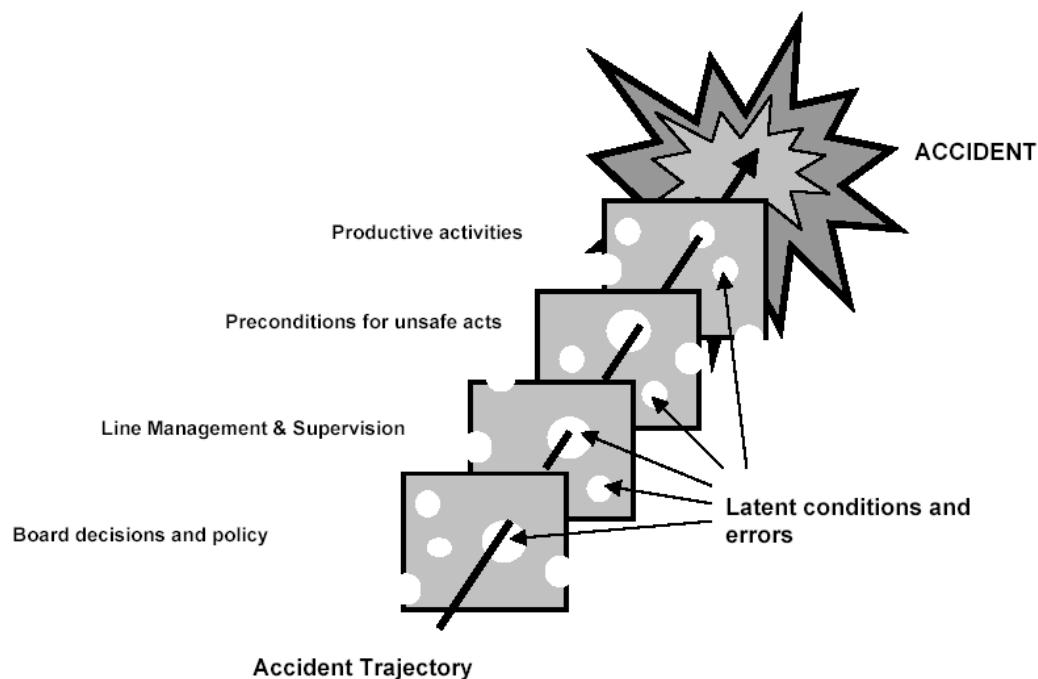 ACCIDENT
Productive activities
Preconditions for unsafe acts
Line Management & Supervision
Latent conditions and
errors
Board decisions and policy
Accident Trajectory